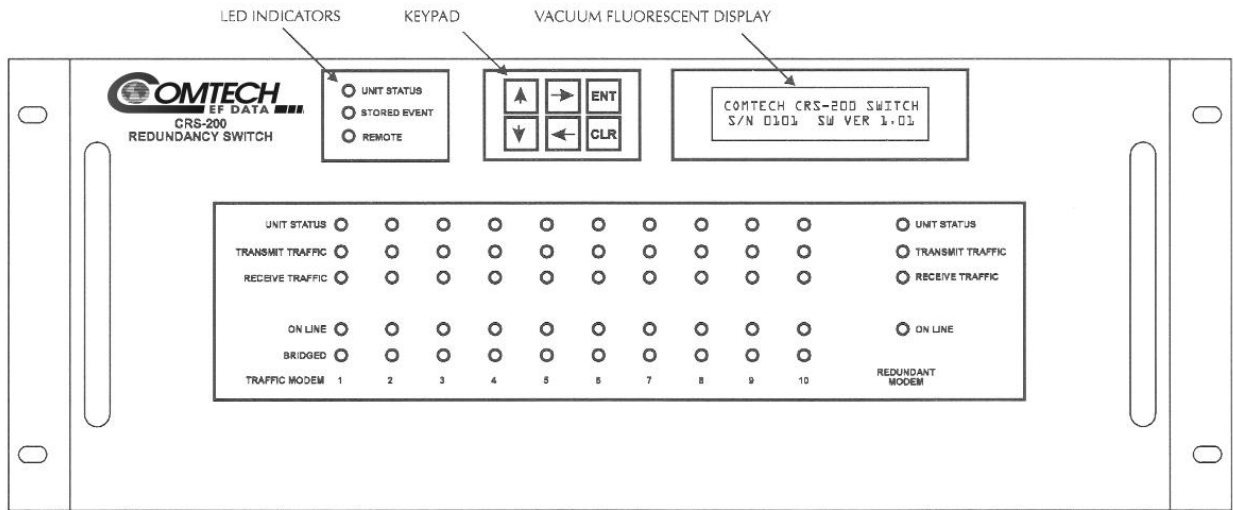 LED INDICATORS
KEYPAD
VACUUM FLUORESCENT DISPLAY
COMTECH
EF DATA
CRS-200
REDUNDANCY SWITCH
UNIT STATUS
STORED EVENT
REMOTE
ENT
CLR
COMTECH CRS-200 SWITCH
S/N 0101 SW VER 1.01
UNIT STATUS
TRANSMIT TRAFFIC
RECEIVE TRAFFIC
ON LINE
BRIDGED
TRAFFIC MODEM 1 2 3 4 5 6 7 8 9 10
UNIT STATUS
TRANSMIT TRAFFIC
RECEIVE TRAFFIC
ON LINE
REDUNDANT
MODEM